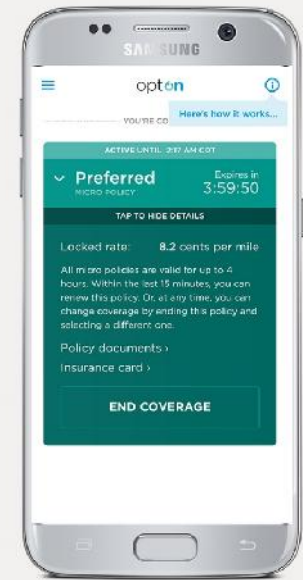 SAMSUNG
opton
YOU'RE CO
Here's how it works...
ACTIVE UNTIL 2:17 AM CDT
Preferred
MICRO POLICY
Expires in
3:59:50
TAP TO HIDE DETAILS
Locked rate: 8.2 cents per mile
All micro policies are valid for up to 4
hours. Within the last 15 minutes, you can
renew this policy. Or, at any time, you can
change coverage by ending this policy and
selecting a different one.
Policy documents ›
Insurance card ›
END COVERAGE